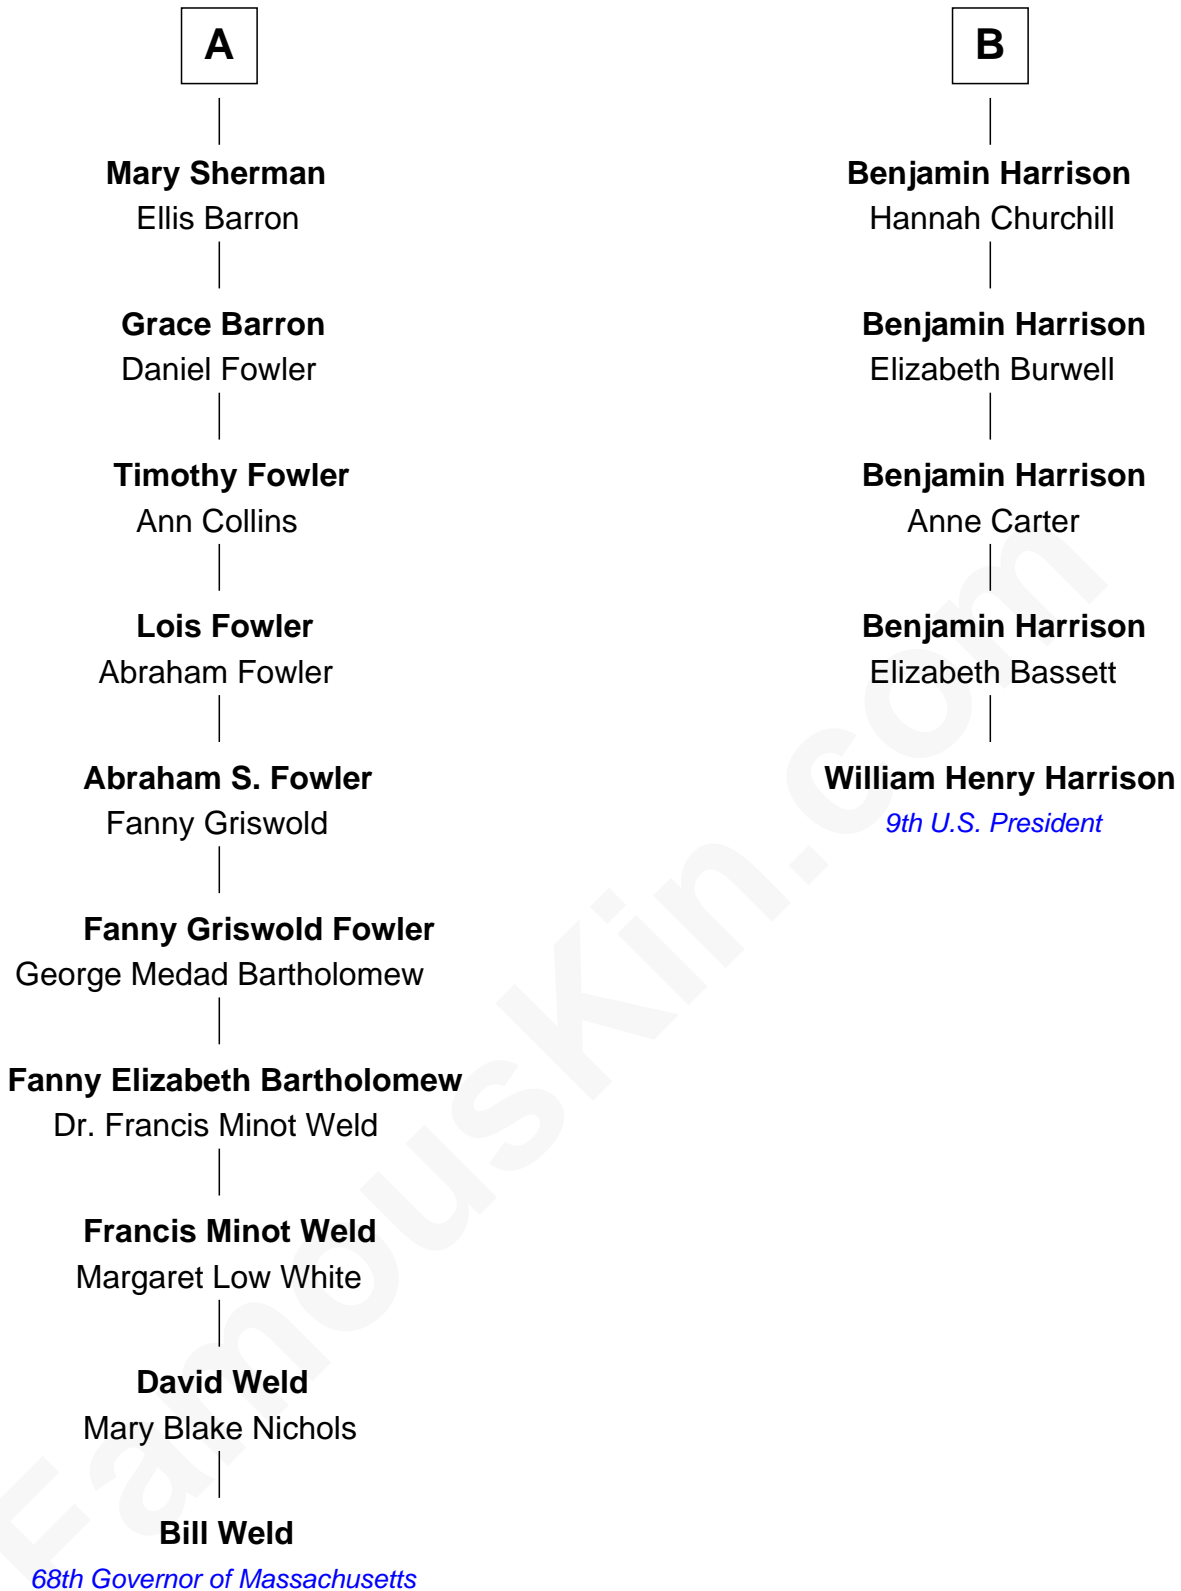 A
Mary Sherman
Ellis Barron
Grace Barron
Daniel Fowler
Timothy Fowler
Ann Collins
Lois Fowler
Abraham Fowler
Abraham S. Fowler
Fanny Griswold
Fanny Griswold Fowler
George Medad Bartholomew
Fanny Elizabeth Bartholomew
Dr. Francis Minot Weld
Francis Minot Weld
Margaret Low White
David Weld
Mary Blake Nichols
Bill Weld
68th Governor of Massachusetts
B
Benjamin Harrison
Hannah Churchill
Benjamin Harrison
Elizabeth Burwell
Benjamin Harrison
Anne Carter
Benjamin Harrison
Elizabeth Bassett
William Henry Harrison
9th U.S. President
FamousKin.com